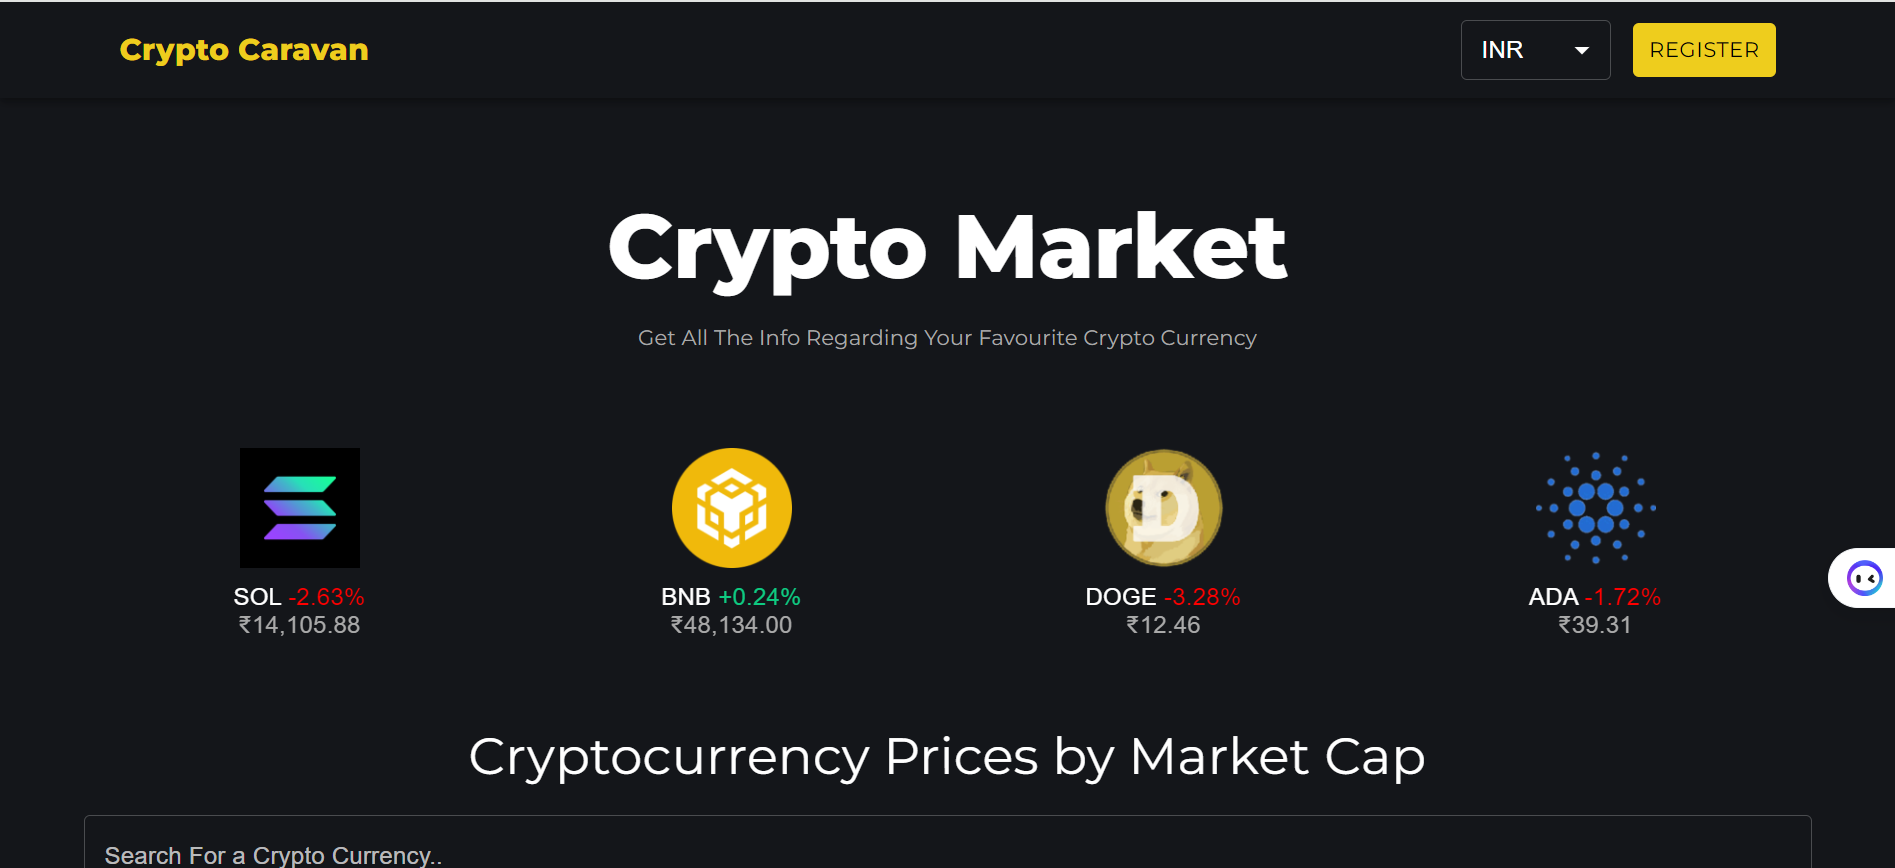 Crypto Caravan
INR
REGISTER
Crypto Market
Get All The Info Regarding Your Favourite Crypto Currency
SOL -2.63%
₹14,105.88
BNB +0.24%
₹48,134.00
D
DOGE -3.28%
₹12.46
ADA -1.72%
₹39.31
Cryptocurrency Prices by Market Cap
Search For a Crypto Currency..